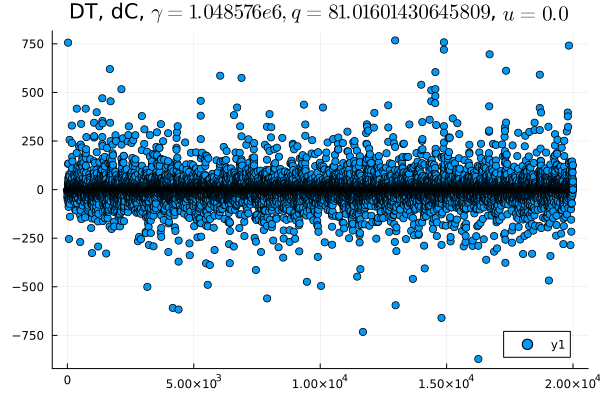 DT, dC, γ = 1.048576e6, q = 81.01601430645809, u = 0.0
750
500
250
0
−250
−500
−750
0 5.00×10³ 1.00×10⁴ 1.50×10⁴ 2.00×10⁴
y1